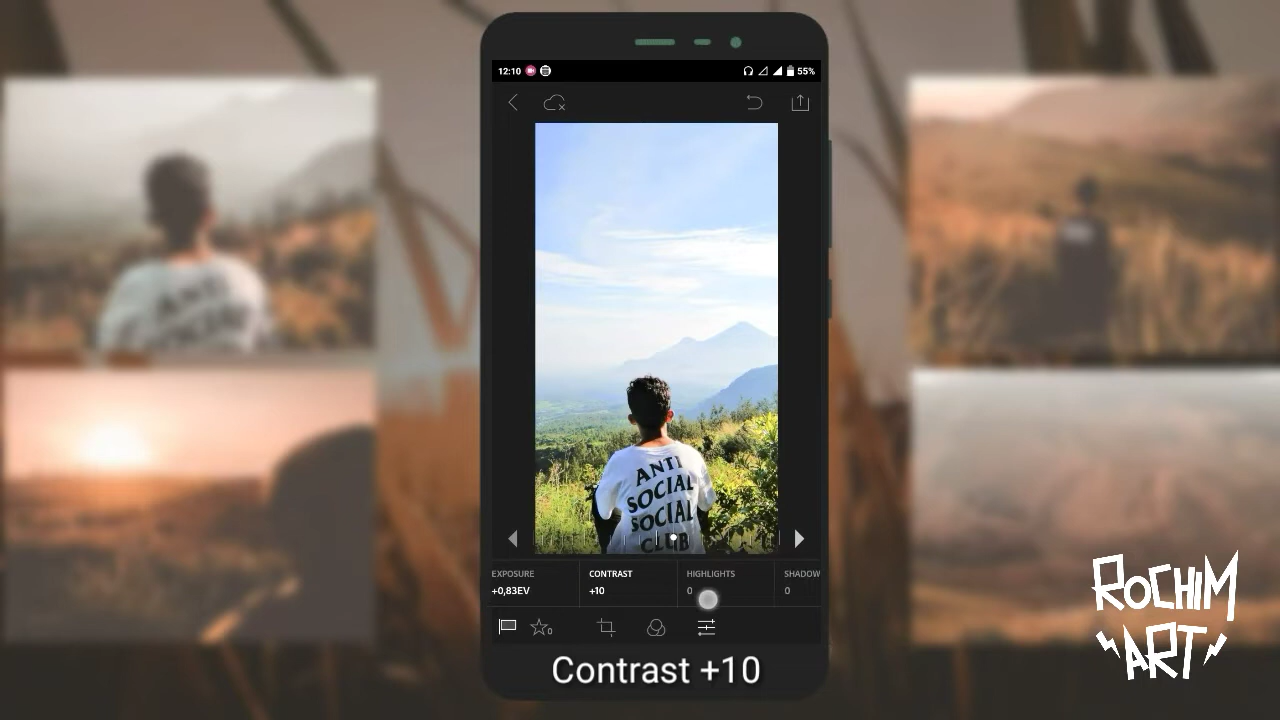 12:10
55%
ANTI
SOCIAL
SOCIAL
CLUB
EXPOSURE
+0,83EV
CONTRAST
+10
HIGHLIGHTS
0
SHADOW
0
0
Contrast +10
ROCHIM
ART